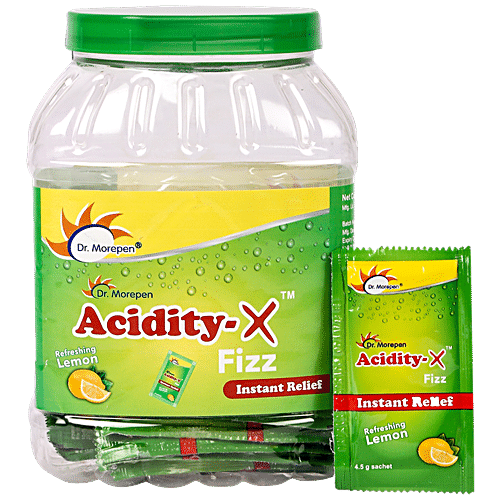 Dr. Morepen®
Dr. Morepen
Acidity-X™
Fizz
Instant Relief
Refreshing
Lemon
Dr. Morepen
Acidity-X™
Fizz
Instant Relief
Refreshing
Lemon
4.5 g sachet